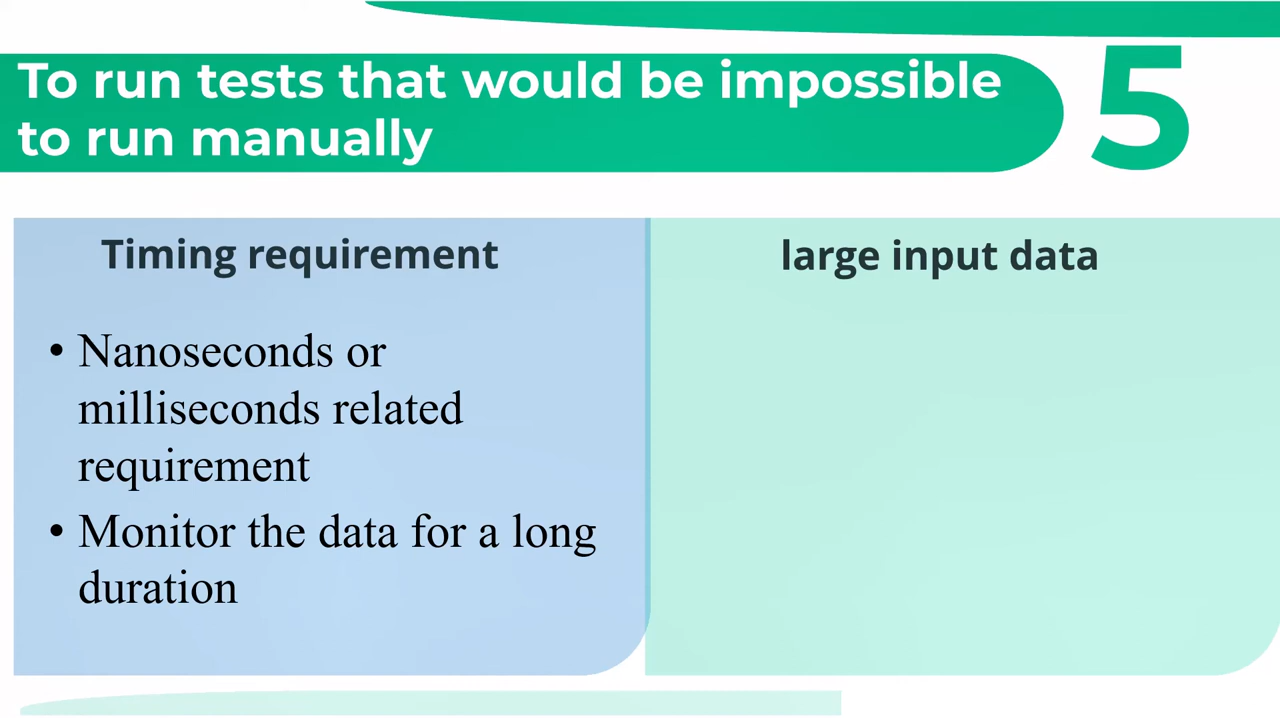 To run tests that would be impossible
to run manually
5
Timing requirement
• Nanoseconds or
milliseconds related
requirement
• Monitor the data for a long
duration
large input data